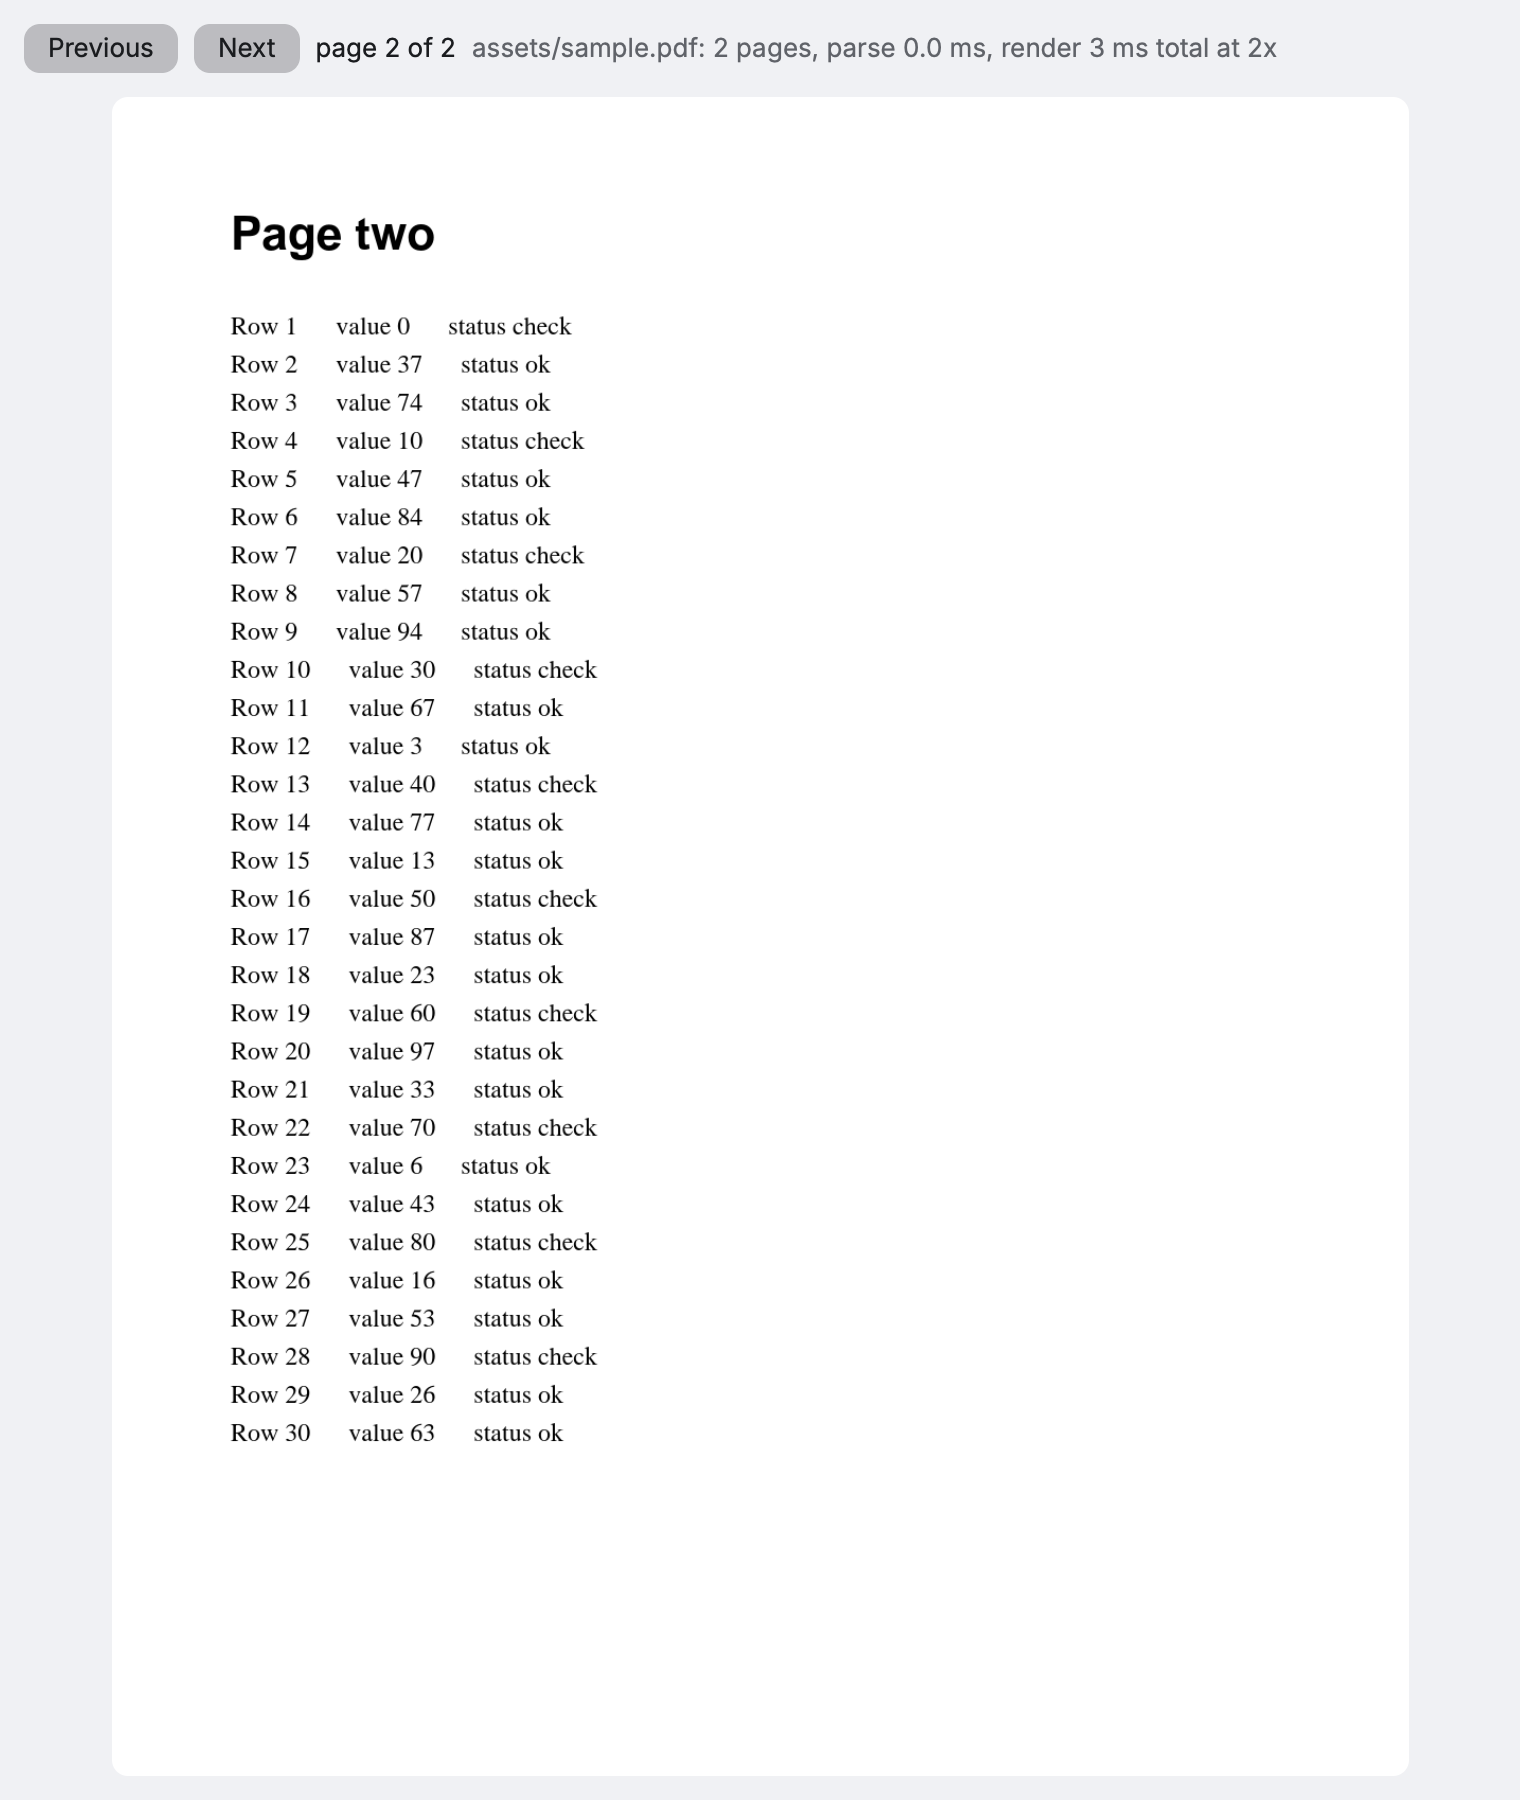 Previous Next page 2 of 2 assets/sample.pdf: 2 pages, parse 0.0 ms, render 3 ms total at 2x
Page two
Row 1 value 0 status check
Row 2 value 37 status ok
Row 3 value 74 status ok
Row 4 value 10 status check
Row 5 value 47 status ok
Row 6 value 84 status ok
Row 7 value 20 status check
Row 8 value 57 status ok
Row 9 value 94 status ok
Row 10 value 30 status check
Row 11 value 67 status ok
Row 12 value 3 status ok
Row 13 value 40 status check
Row 14 value 77 status ok
Row 15 value 13 status ok
Row 16 value 50 status check
Row 17 value 87 status ok
Row 18 value 23 status ok
Row 19 value 60 status check
Row 20 value 97 status ok
Row 21 value 33 status ok
Row 22 value 70 status check
Row 23 value 6 status ok
Row 24 value 43 status ok
Row 25 value 80 status check
Row 26 value 16 status ok
Row 27 value 53 status ok
Row 28 value 90 status check
Row 29 value 26 status ok
Row 30 value 63 status ok